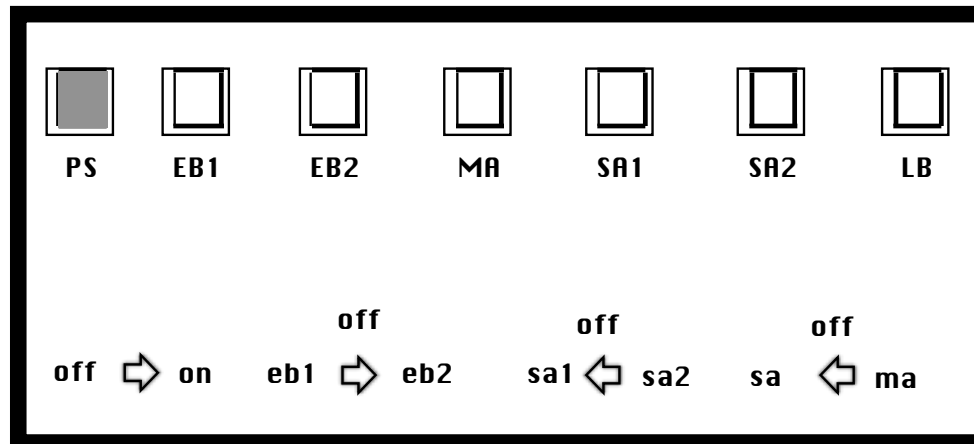 PS EB1 EB2 MA SA1 SA2 LB
off off off
off on eb1 eb2 sa1 sa2 sa ma